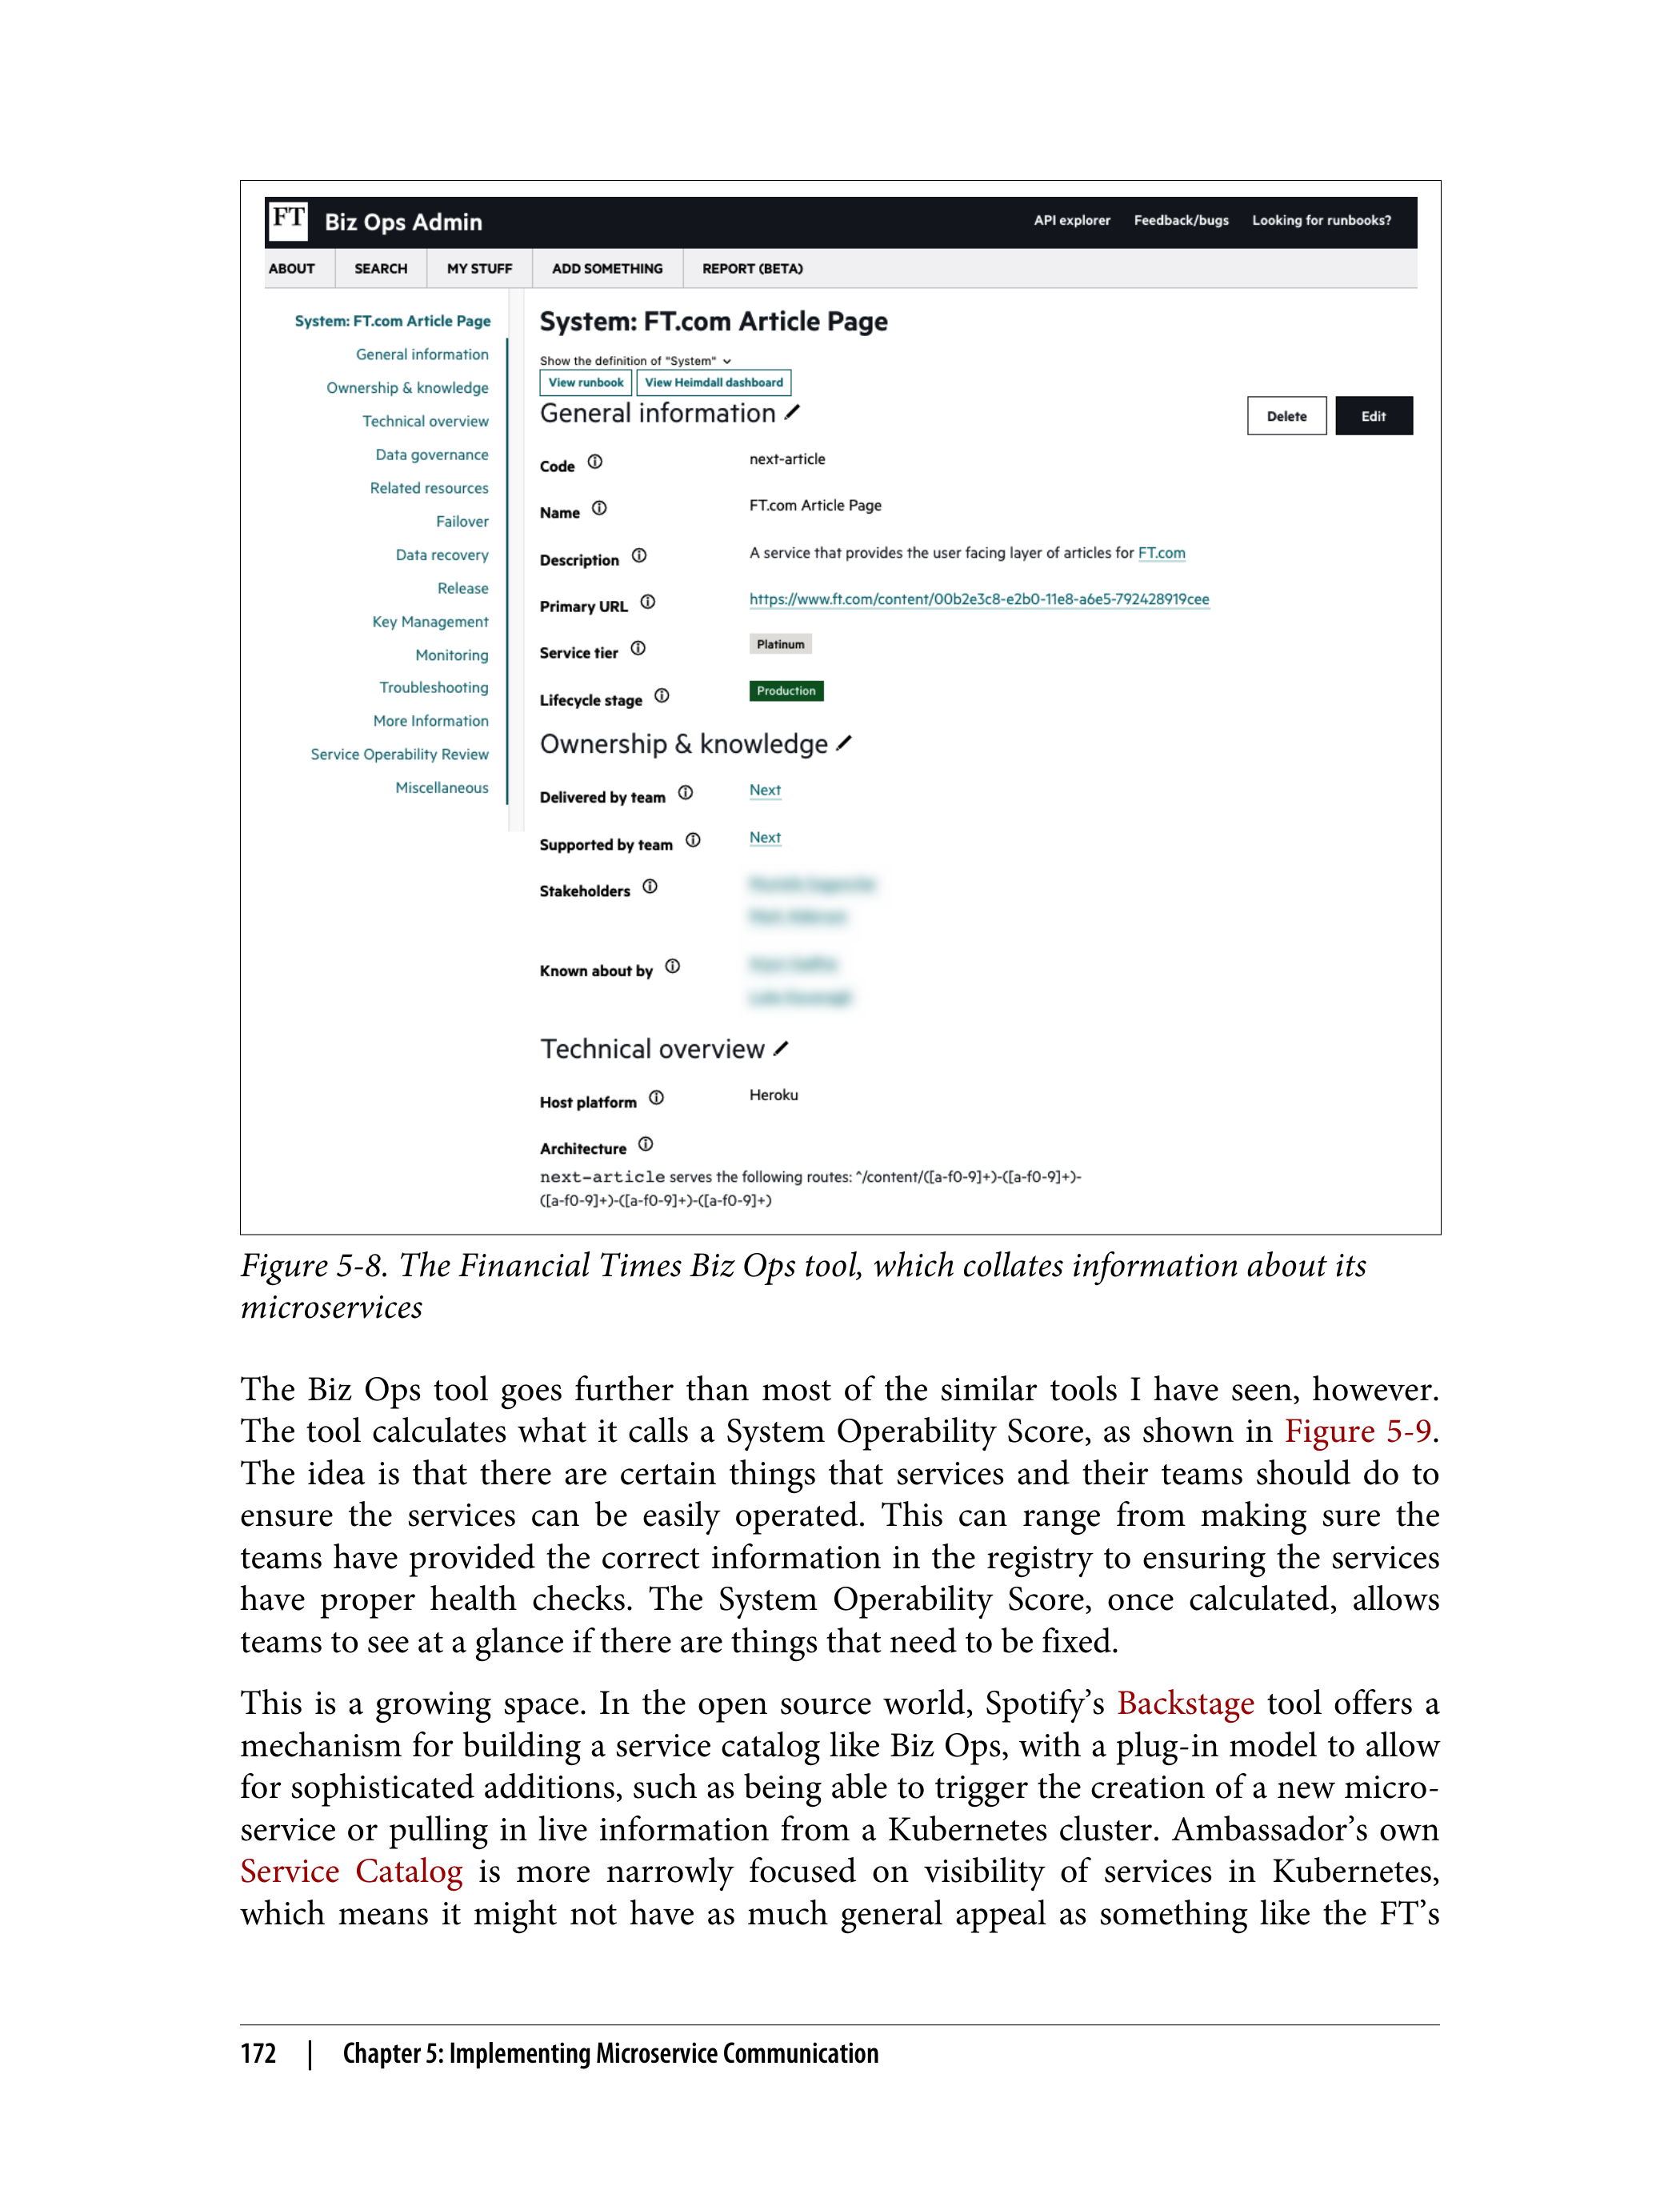 FT Biz Ops Admin API explorer Feedback/bugs Looking for runbooks?
ABOUT SEARCH MY STUFF ADD SOMETHING REPORT (BETA)
System: FT.com Article Page
General information
Ownership & knowledge
Technical overview
Data governance
Related resources
Failover
Data recovery
Release
Key Management
Monitoring
Troubleshooting
More Information
Service Operability Review
Miscellaneous
System: FT.com Article Page
Show the definition of "System"
View runbook View Heimdall dashboard
General information
Delete Edit
Code next-article
Name FT.com Article Page
Description A service that provides the user facing layer of articles for FT.com
Primary URL https://www.ft.com/content/00b2e3c8-e2b0-11e8-a6e5-792428919cee
Service tier Platinum
Lifecycle stage Production
Ownership & knowledge
Delivered by team Next
Supported by team Next
Stakeholders
Known about by
Technical overview
Host platform Heroku
Architecture
next-article serves the following routes: ^/content/([a-f0-9]+)-([a-f0-9]+)-
([a-f0-9]+)-([a-f0-9]+)-([a-f0-9]+)
Figure 5-8. The Financial Times Biz Ops tool, which collates information about its
microservices
The Biz Ops tool goes further than most of the similar tools I have seen, however.
The tool calculates what it calls a System Operability Score, as shown in Figure 5-9.
The idea is that there are certain things that services and their teams should do to
ensure the services can be easily operated. This can range from making sure the
teams have provided the correct information in the registry to ensuring the services
have proper health checks. The System Operability Score, once calculated, allows
teams to see at a glance if there are things that need to be fixed.
This is a growing space. In the open source world, Spotify’s Backstage tool offers a
mechanism for building a service catalog like Biz Ops, with a plug-in model to allow
for sophisticated additions, such as being able to trigger the creation of a new micro-
service or pulling in live information from a Kubernetes cluster. Ambassador’s own
Service Catalog is more narrowly focused on visibility of services in Kubernetes,
which means it might not have as much general appeal as something like the FT’s
172 | Chapter 5: Implementing Microservice Communication